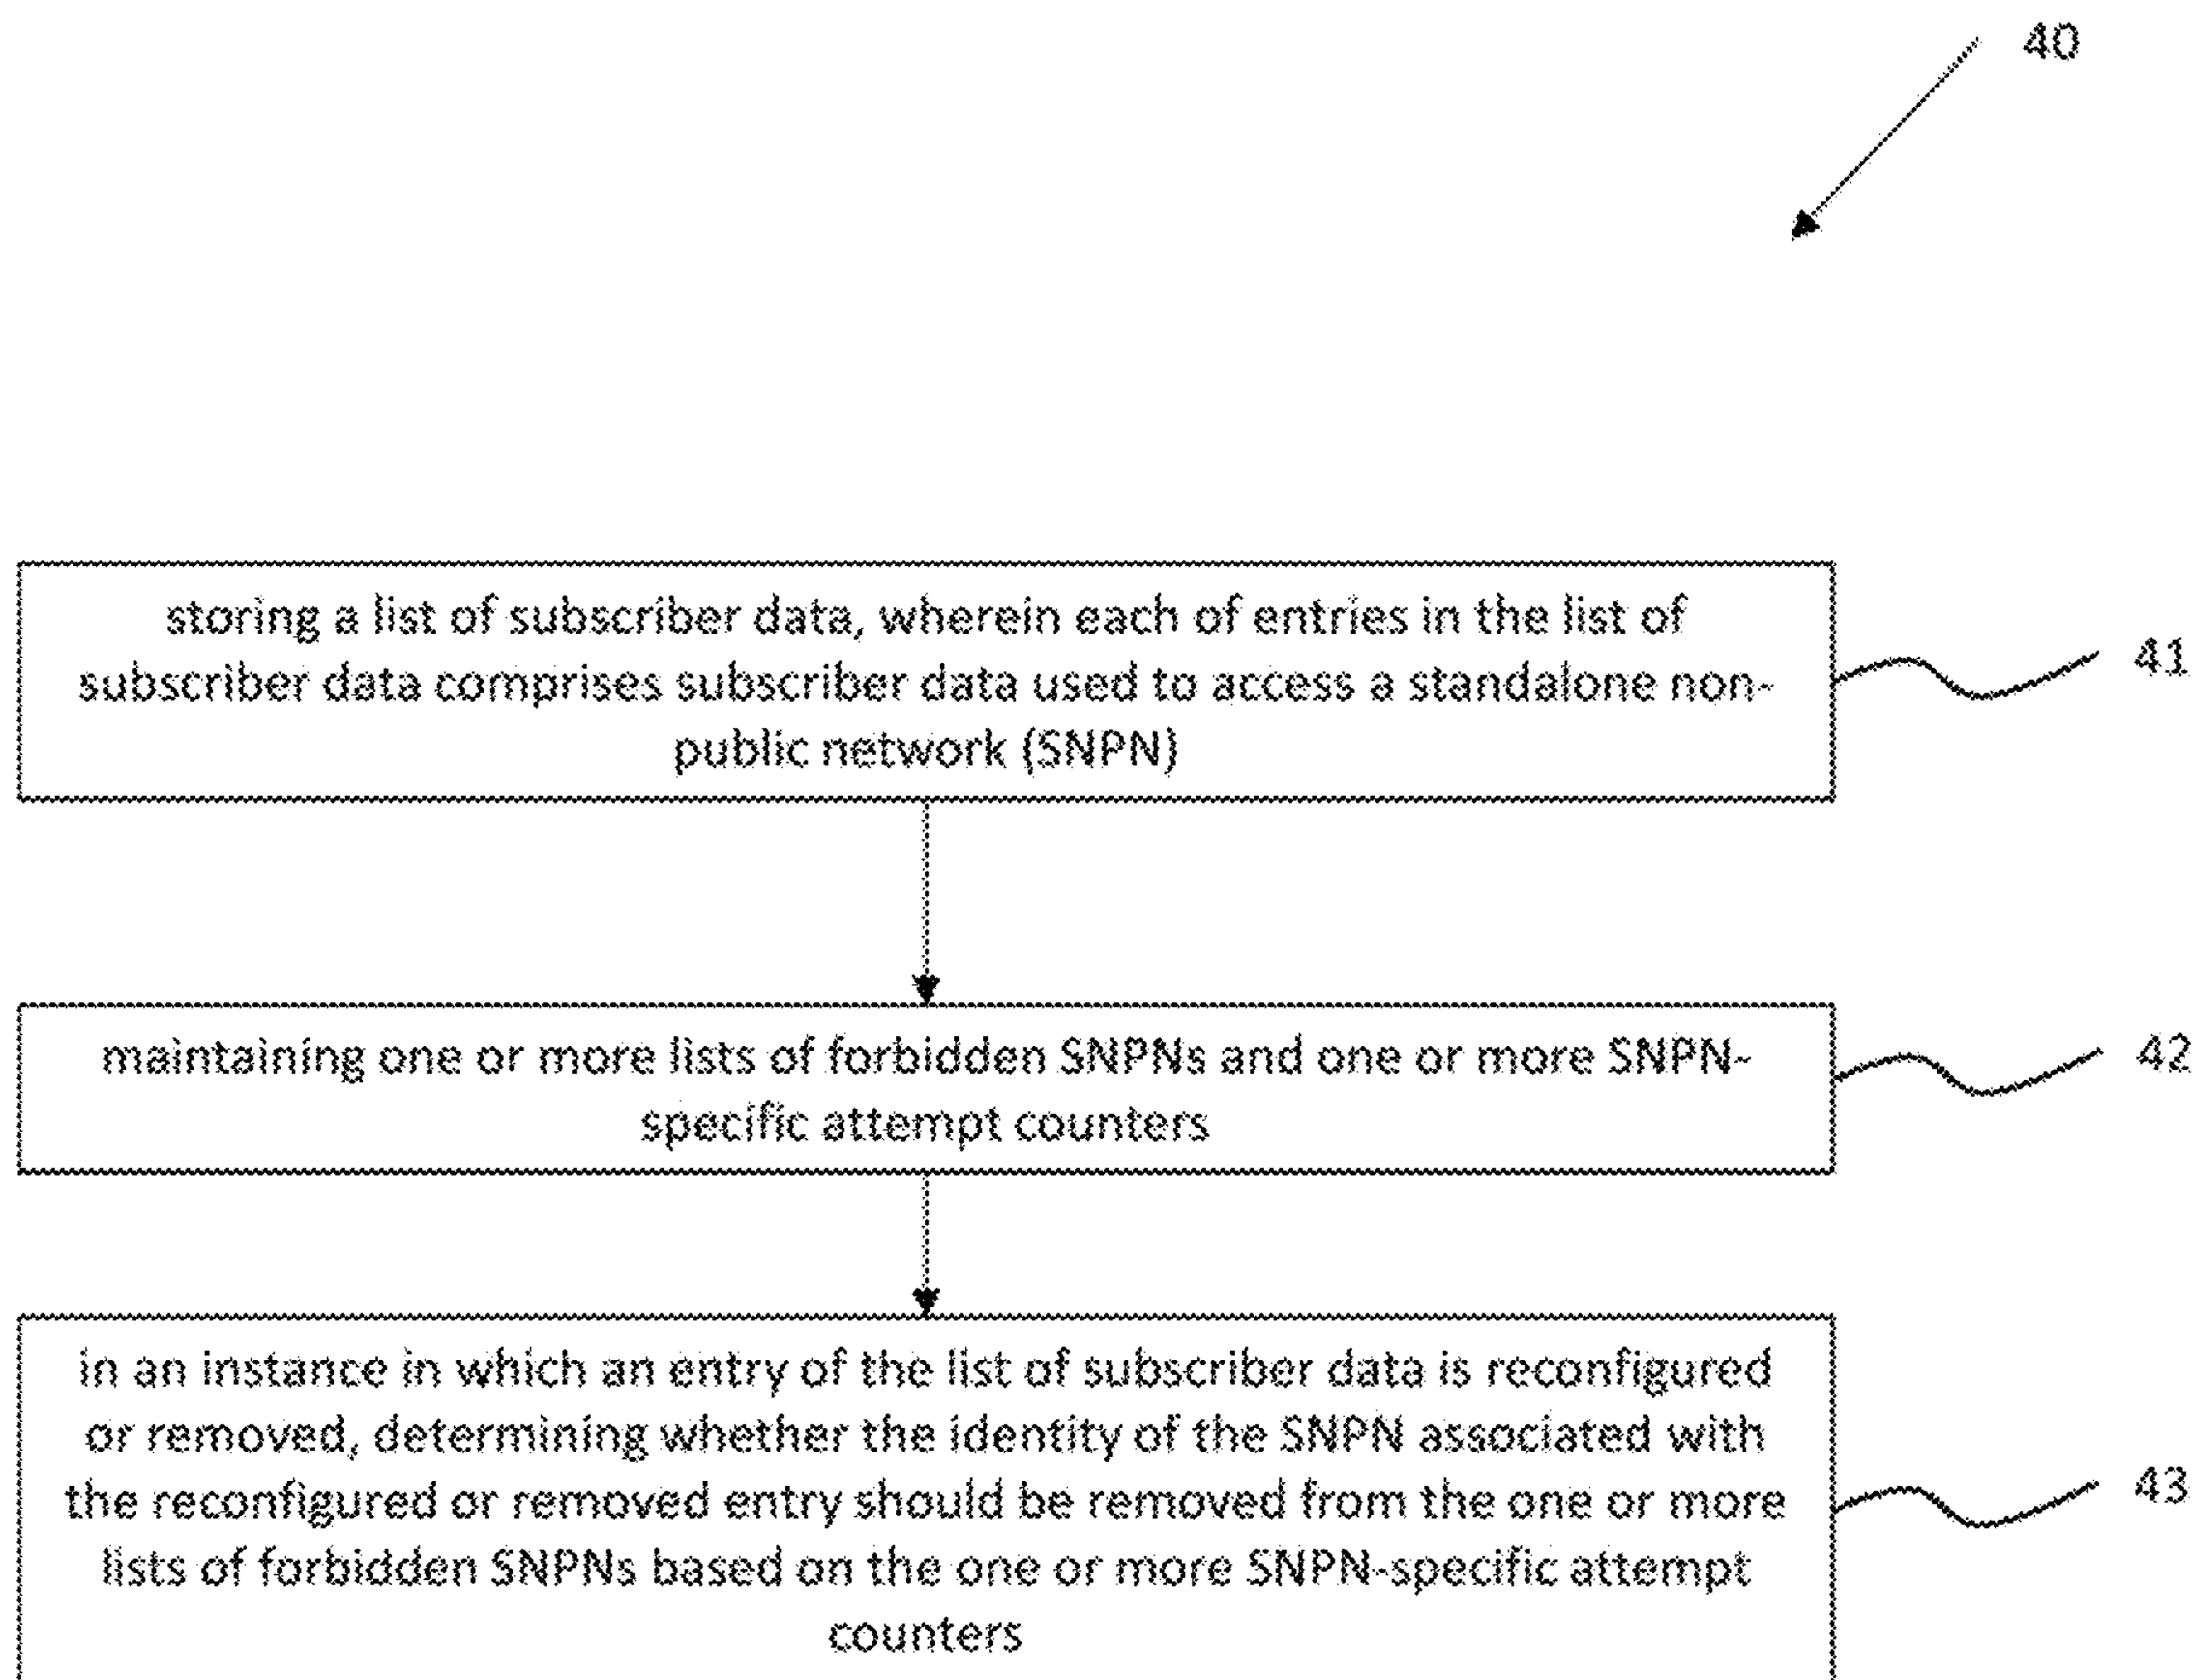 40
storing a list of subscriber data, wherein each of entries in the list of
subscriber data comprises subscriber data used to access a standalone non-
public network (SNPN)
41
maintaining one or more lists of forbidden SNPNs and one or more SNPN-
specific attempt counters
42
in an instance in which an entry of the list of subscriber data is reconfigured
or removed, determining whether the identity of the SNPN associated with
the reconfigured or removed entry should be removed from the one or more
lists of forbidden SNPNs based on the one or more SNPN-specific attempt
counters
43